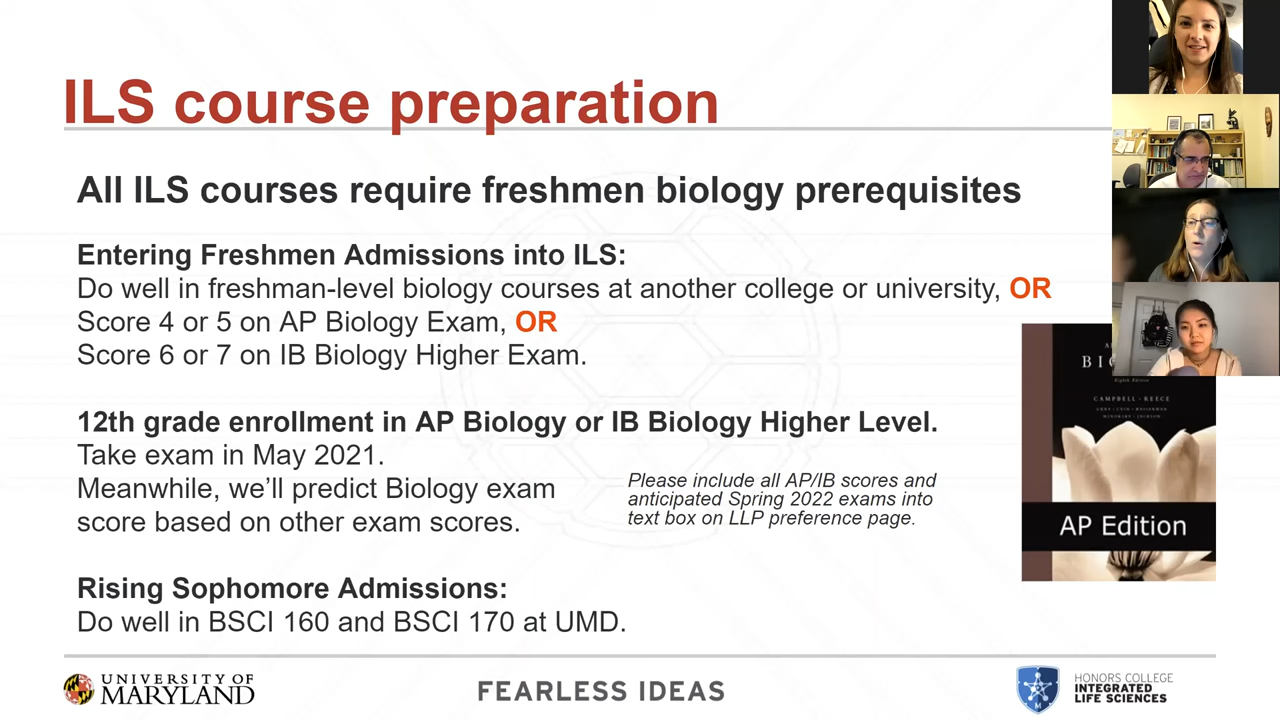 ILS course preparation
All ILS courses require freshmen biology prerequisites
Entering Freshmen Admissions into ILS:
Do well in freshman-level biology courses at another college or university, OR
Score 4 or 5 on AP Biology Exam, OR
Score 6 or 7 on IB Biology Higher Exam.
12th grade enrollment in AP Biology or IB Biology Higher Level.
Take exam in May 2021.
Meanwhile, we’ll predict Biology exam
score based on other exam scores.
Please include all AP/IB scores and
anticipated Spring 2022 exams into
text box on LLP preference page.
Rising Sophomore Admissions:
Do well in BSCI 160 and BSCI 170 at UMD.
Eighth Edition
CAMPBELL • REECE
AP Edition
UNIVERSITY OF
MARYLAND
FEARLESS IDEAS
M
HONORS COLLEGE
INTEGRATED
LIFE SCIENCES